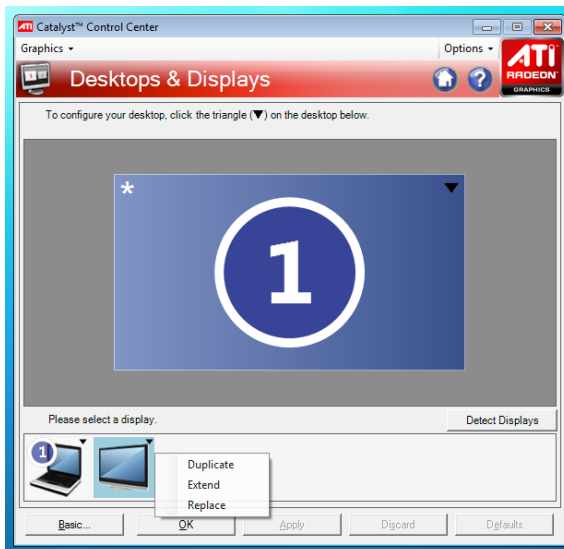 ATI Catalyst™ Control Center
Graphics Options
Desktops & Displays
ATI
RADEON
GRAPHICS
To configure your desktop, click the triangle (▼) on the desktop below.
*
1
Please select a display.
Detect Displays
1
Duplicate
Extend
Replace
Basic...
OK
Apply
Discard
Defaults